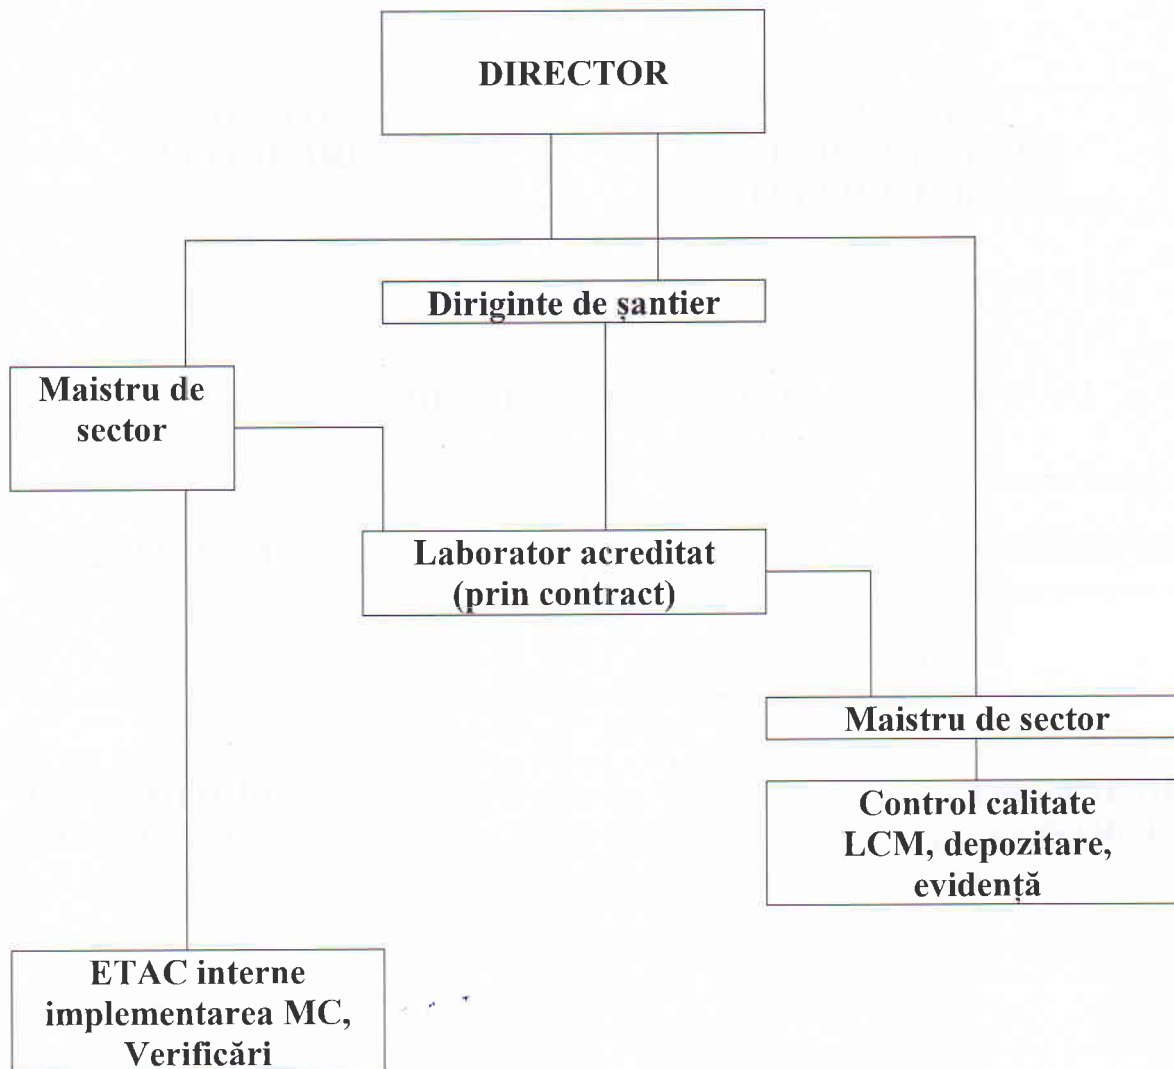 DIRECTOR
Diriginte de șantier
Maistru de
sector
Laborator acreditat
(prin contract)
Maistru de sector
Control calitate
LCM, depozitare,
evidență
ETAC interne
implementarea MC,
Verificări